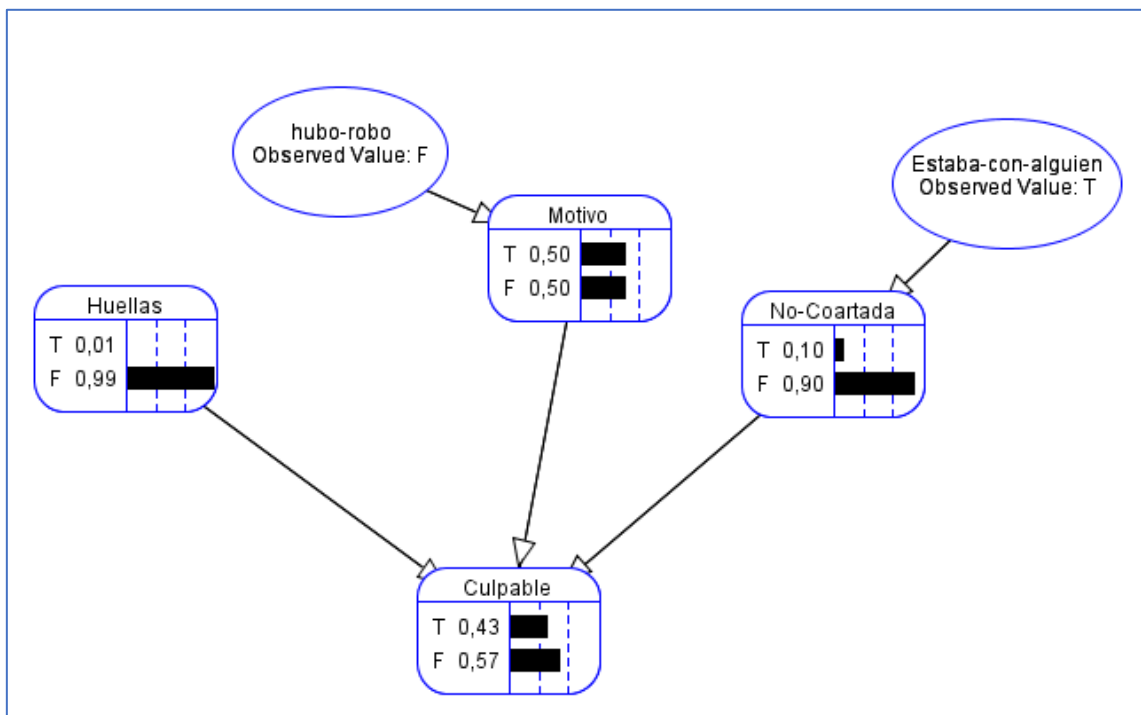 hubo-robo
Observed Value: F
Estaba-con-alguien
Observed Value: T
Motivo
T 0,50
F 0,50
Huellas
T 0,01
F 0,99
No-Coartada
T 0,10
F 0,90
Culpable
T 0,43
F 0,57